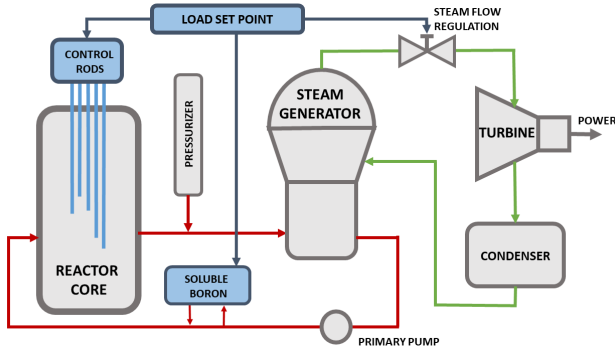 LOAD SET POINT
STEAM FLOW
REGULATION
CONTROL
RODS
PRESSURIZER
STEAM
GENERATOR
TURBINE
POWER
REACTOR
CORE
SOLUBLE
BORON
CONDENSER
PRIMARY PUMP